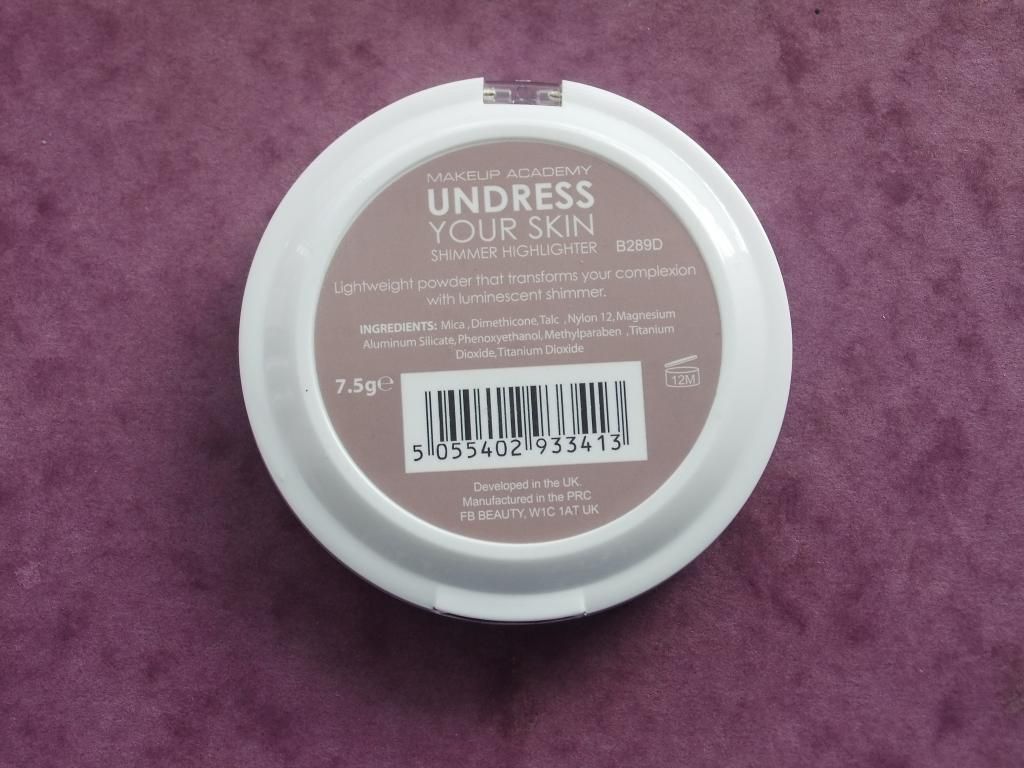 MAKEUP ACADEMY
UNDRESS
YOUR SKIN
SHIMMER HIGHLIGHTER B289D
Lightweight powder that transforms your complexion
with luminescent shimmer.
INGREDIENTS: Mica ,Dimethicone,Talc ,Nylon 12,Magnesium
Aluminum Silicate,Phenoxyethanol,Methylparaben ,Titanium
Dioxide,Titanium Dioxide
7.5g℮
12M
5 055402 933413
Developed in the UK.
Manufactured in the PRC
FB BEAUTY, W1C 1AT UK